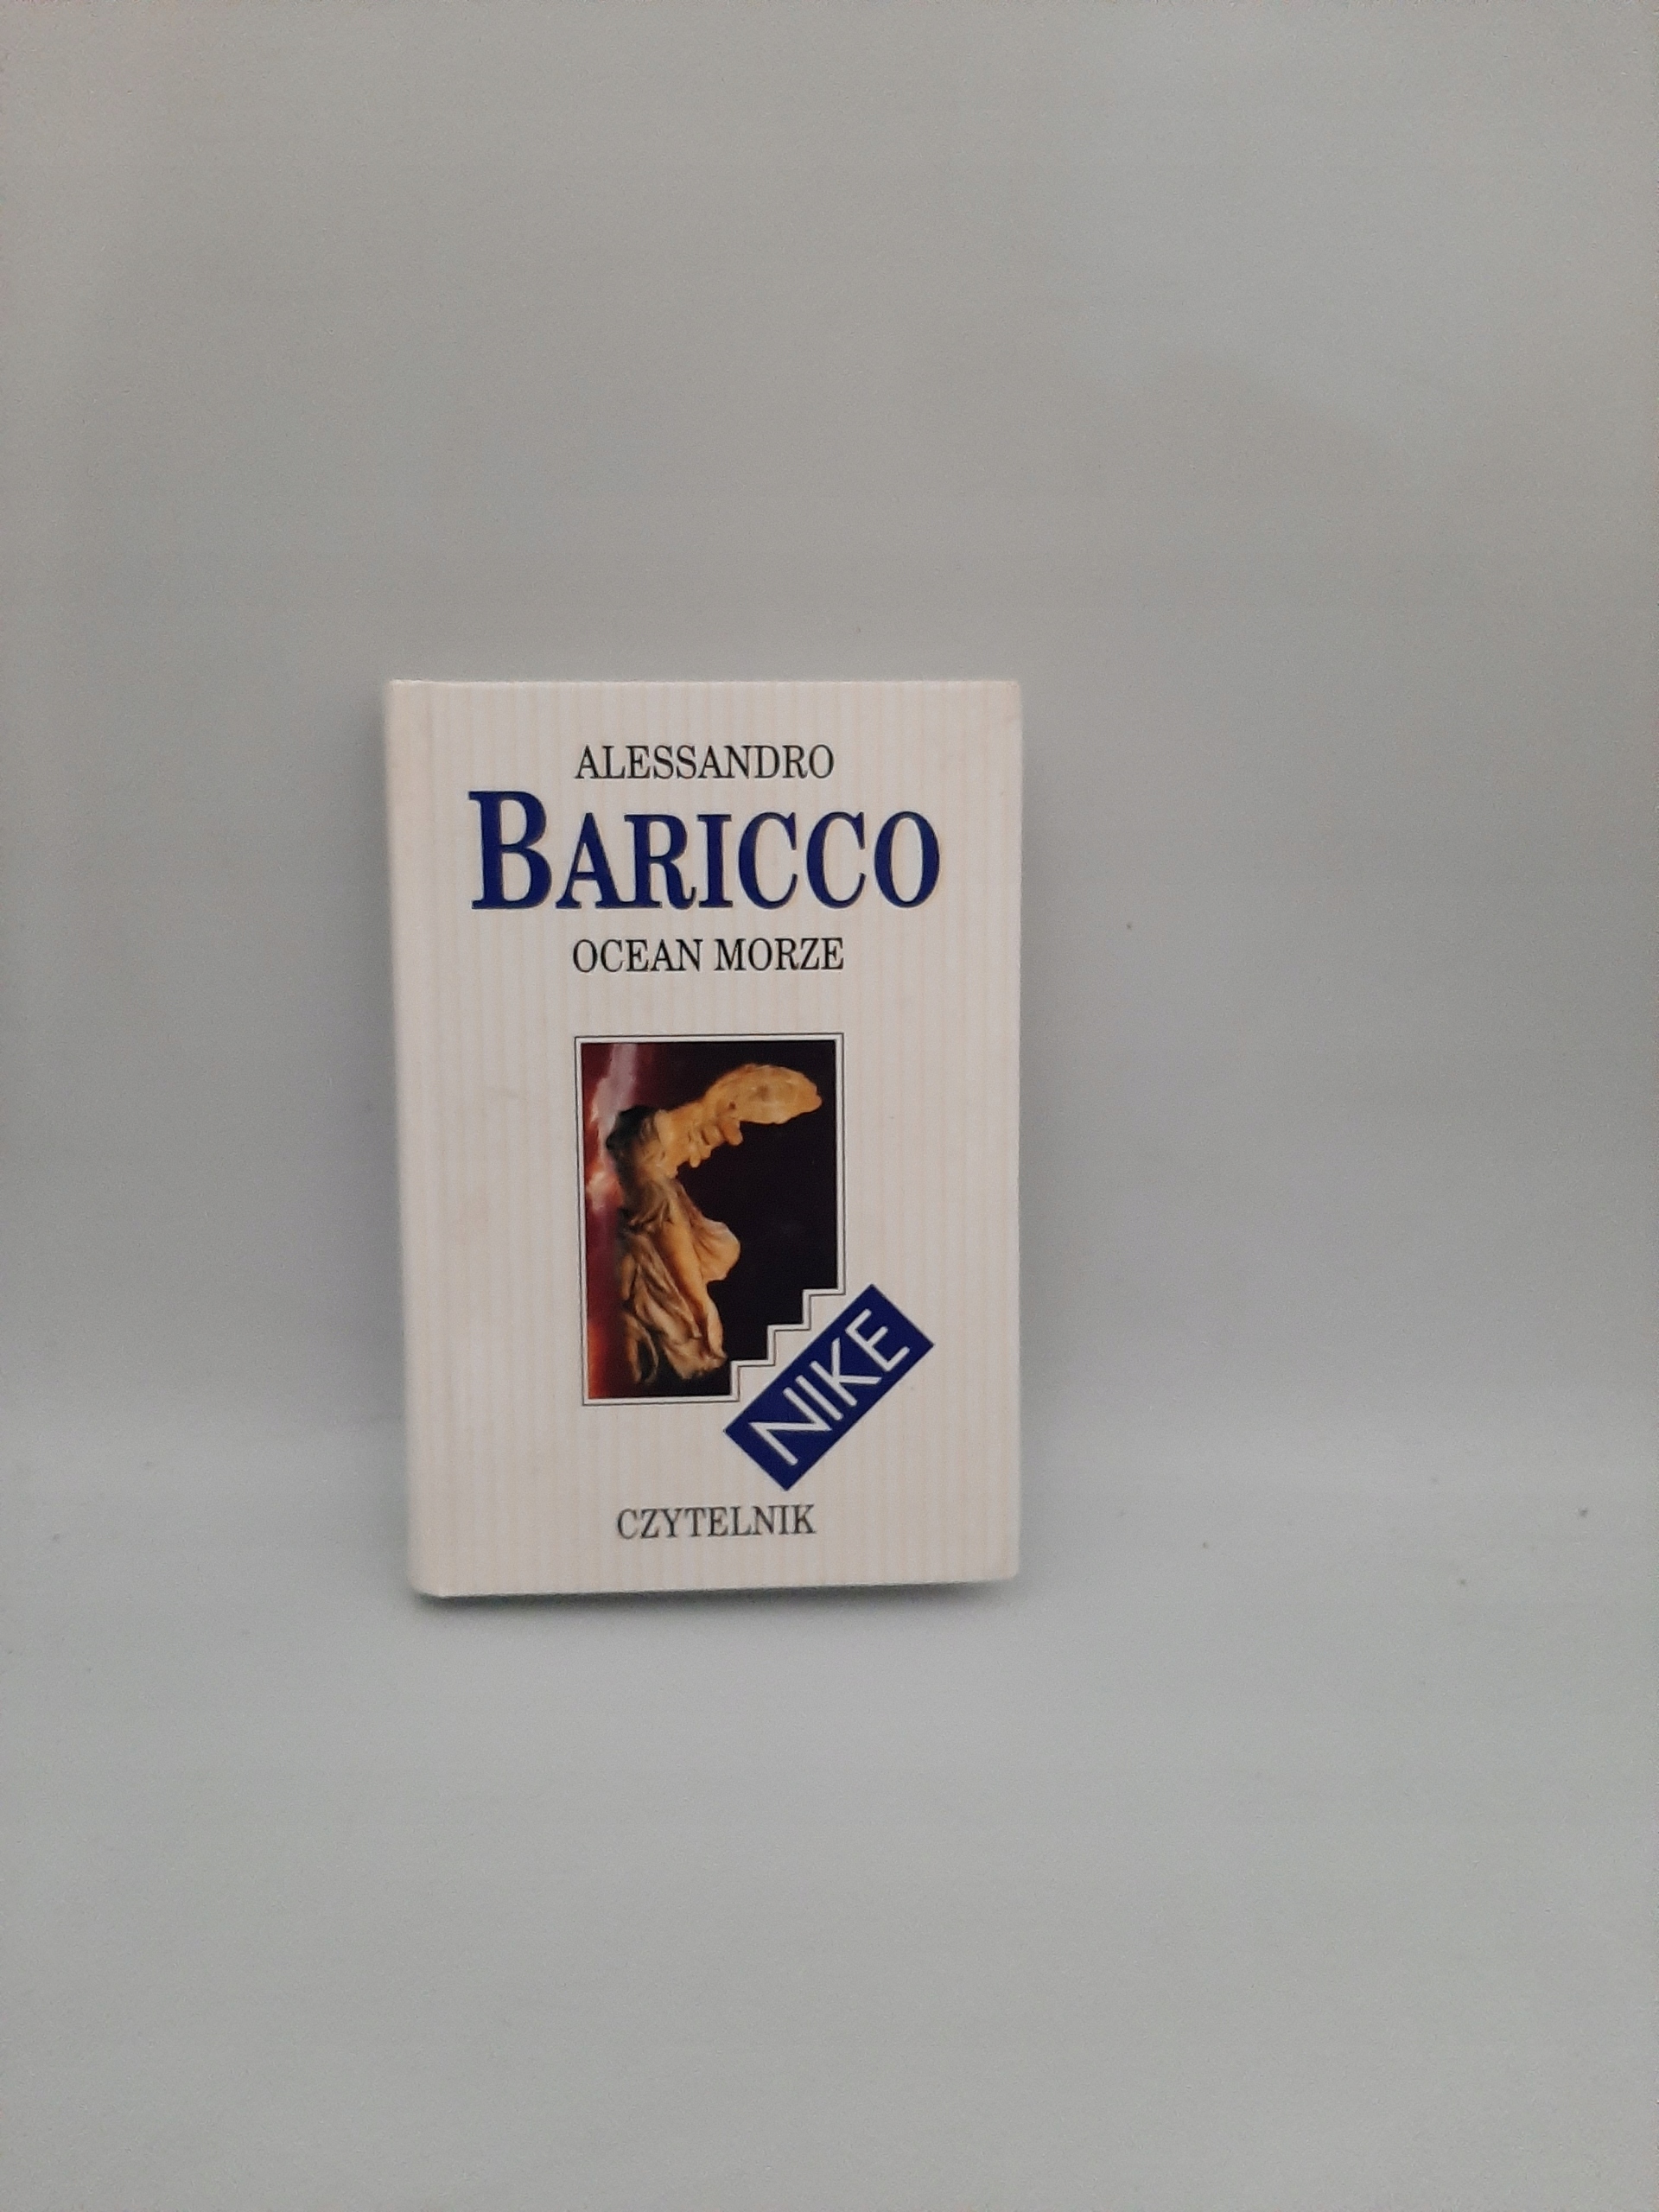 ALESSANDRO
BARICCO
OCEAN MORZE
NIKE
CZYTELNIK